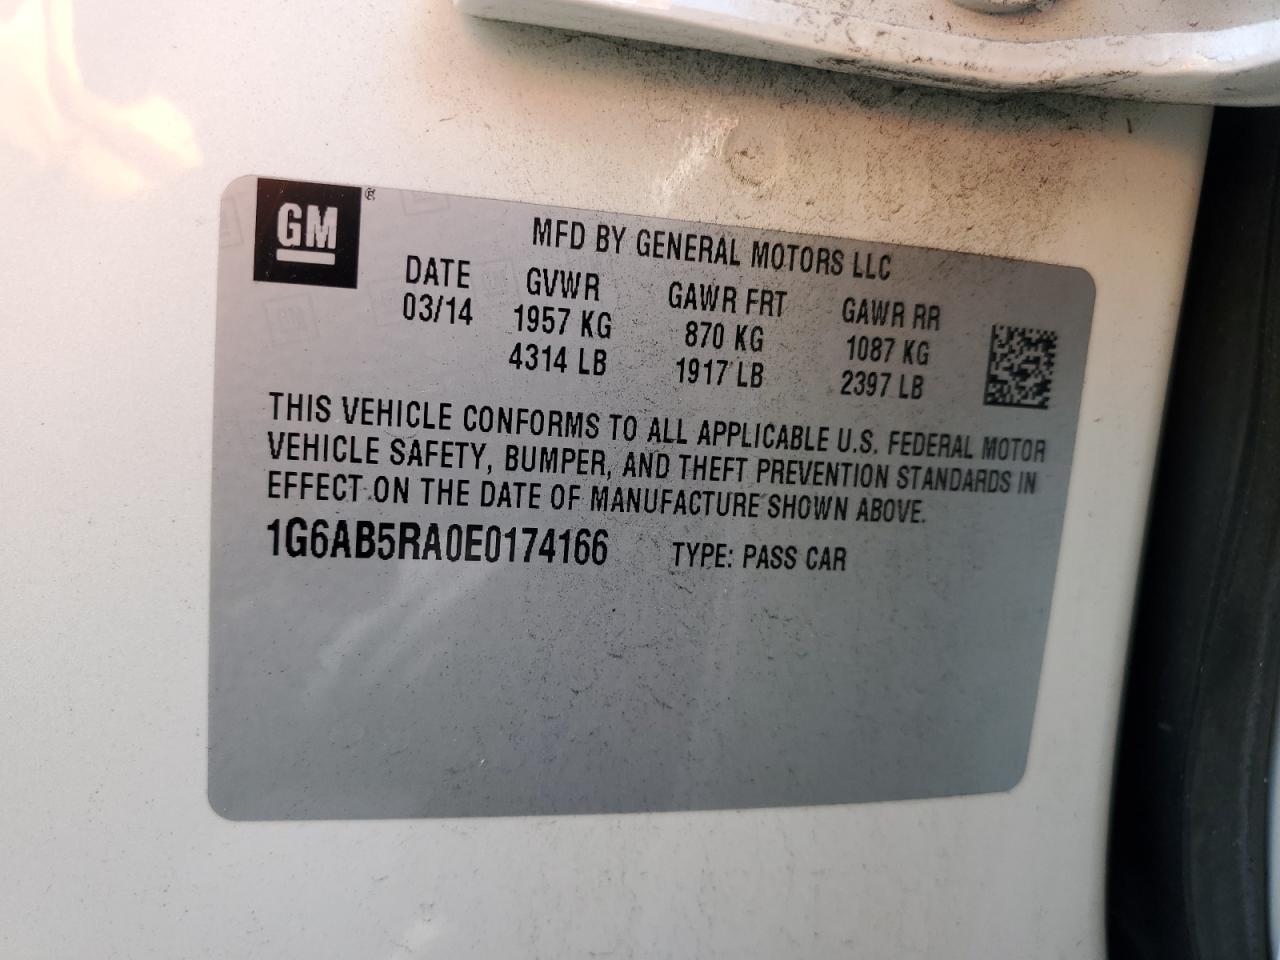 GM ®
MFD BY GENERAL MOTORS LLC
DATE GVWR GAWR FRT GAWR RR
03/14 1957 KG 870 KG 1087 KG
4314 LB 1917 LB 2397 LB
THIS VEHICLE CONFORMS TO ALL APPLICABLE U.S. FEDERAL MOTOR
VEHICLE SAFETY, BUMPER, AND THEFT PREVENTION STANDARDS IN
EFFECT ON THE DATE OF MANUFACTURE SHOWN ABOVE.
1G6AB5RA0E0174166 TYPE: PASS CAR